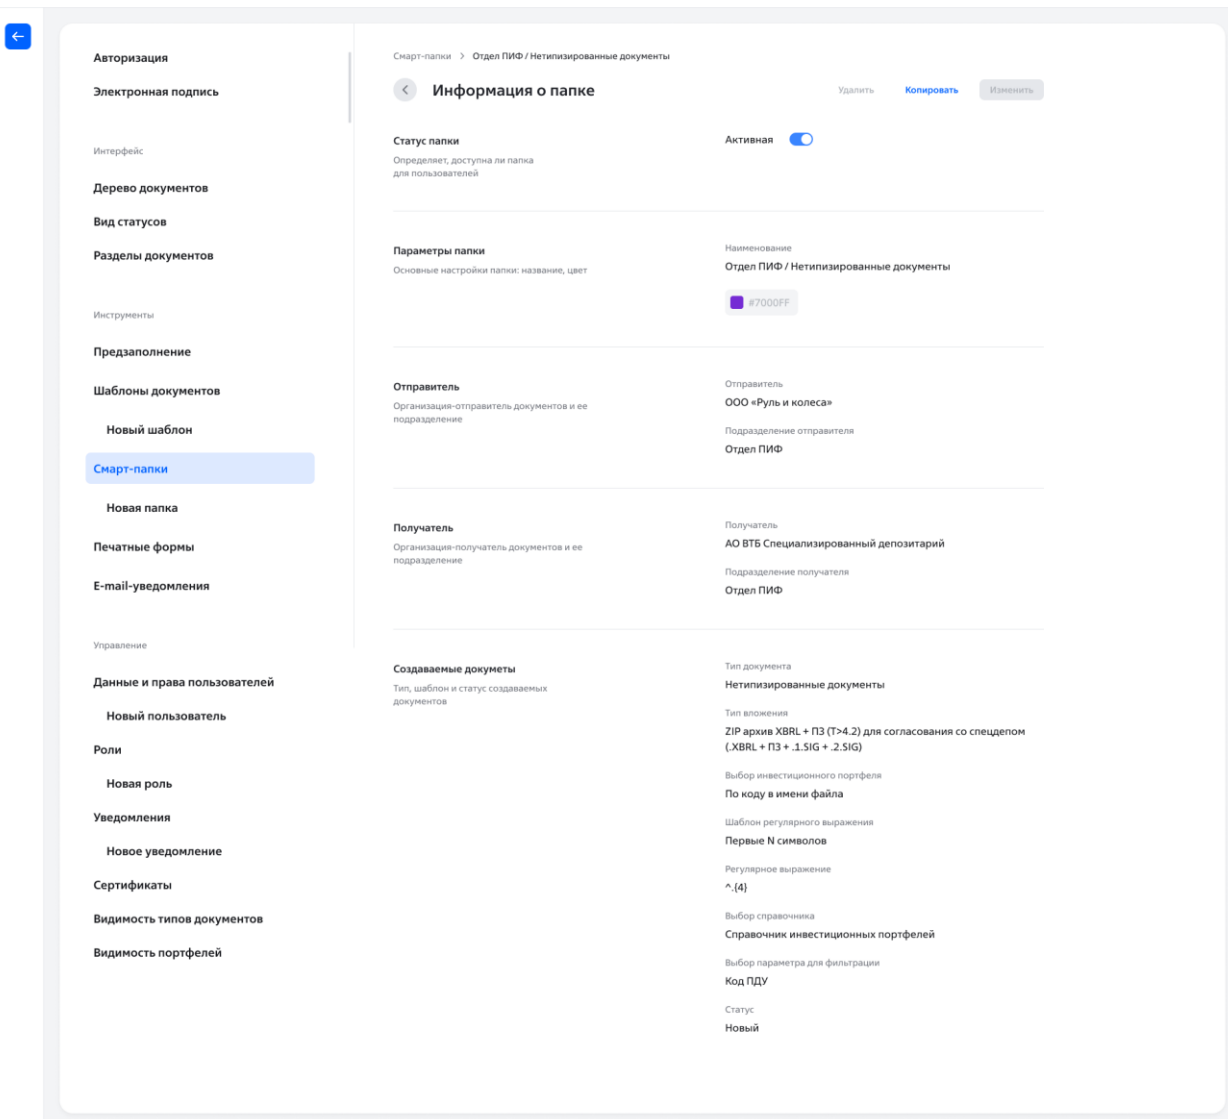 Авторизация
Электронная подпись
Интерфейс
Дерево документов
Вид статусов
Разделы документов
Инструменты
Предзаполнение
Шаблоны документов
Новый шаблон
Смарт-папки
Новая папка
Печатные формы
E-mail-уведомления
Управление
Данные и права пользователей
Новый пользователь
Роли
Новая роль
Уведомления
Новое уведомление
Сертификаты
Видимость типов документов
Видимость портфелей
Смарт-папки > Отдел ПИФ / Нетипизированные документы
Информация о папке
Удалить
Копировать
Изменить
Статус папки
Определяет, доступна ли папка
для пользователей
Активная
Параметры папки
Основные настройки папки: название, цвет
Наименование
Отдел ПИФ / Нетипизированные документы
#7000FF
Отправитель
Организация-отправитель документов и ее
подразделение
Отправитель
ООО «Руль и колеса»
Подразделение отправителя
Отдел ПИФ
Получатель
Организация-получатель документов и ее
подразделение
Получатель
АО ВТБ Специализированный депозитарий
Подразделение получателя
Отдел ПИФ
Создаваемые докуметы
Тип, шаблон и статус создаваемых
документов
Тип документа
Нетипизированные документы
Тип вложения
ZIP архив XBRL + ПЗ (Т>4.2) для согласования со спецдепом
(.XBRL + ПЗ + .1.SIG + .2.SIG)
Выбор инвестиционного портфеля
По коду в имени файла
Шаблон регулярного выражения
Первые N символов
Регулярное выражение
^.{4}
Выбор справочника
Справочник инвестиционных портфелей
Выбор параметра для фильтрации
Код ПДУ
Статус
Новый